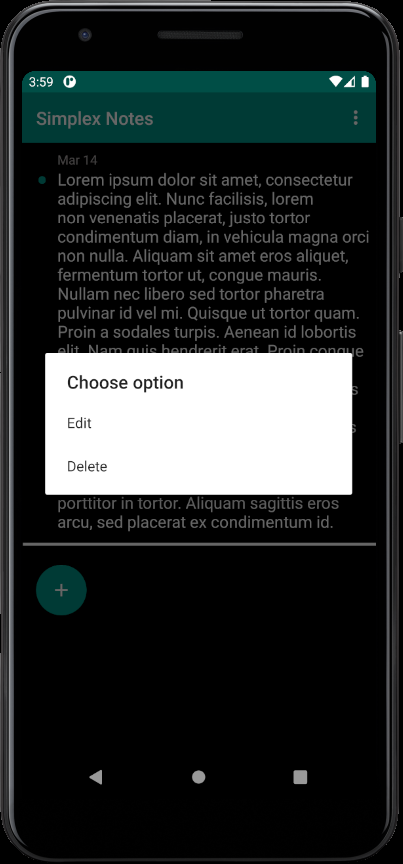 3:59
Simplex Notes
Mar 14
Lorem ipsum dolor sit amet, consectetur
adipiscing elit. Nunc facilisis, lorem
non venenatis placerat, justo tortor
condimentum diam, in vehicula magna orci
non nulla. Aliquam sit amet eros aliquet,
fermentum tortor ut, congue mauris.
Nullam nec libero sed tortor pharetra
pulvinar id vel mi. Quisque ut tortor quam.
Proin a sodales turpis. Aenean id lobortis
elit. Nam quis hendrerit erat. Proin congue
Choose option
Edit
Delete
porttitor in tortor. Aliquam sagittis eros
arcu, sed placerat ex condimentum id.
+